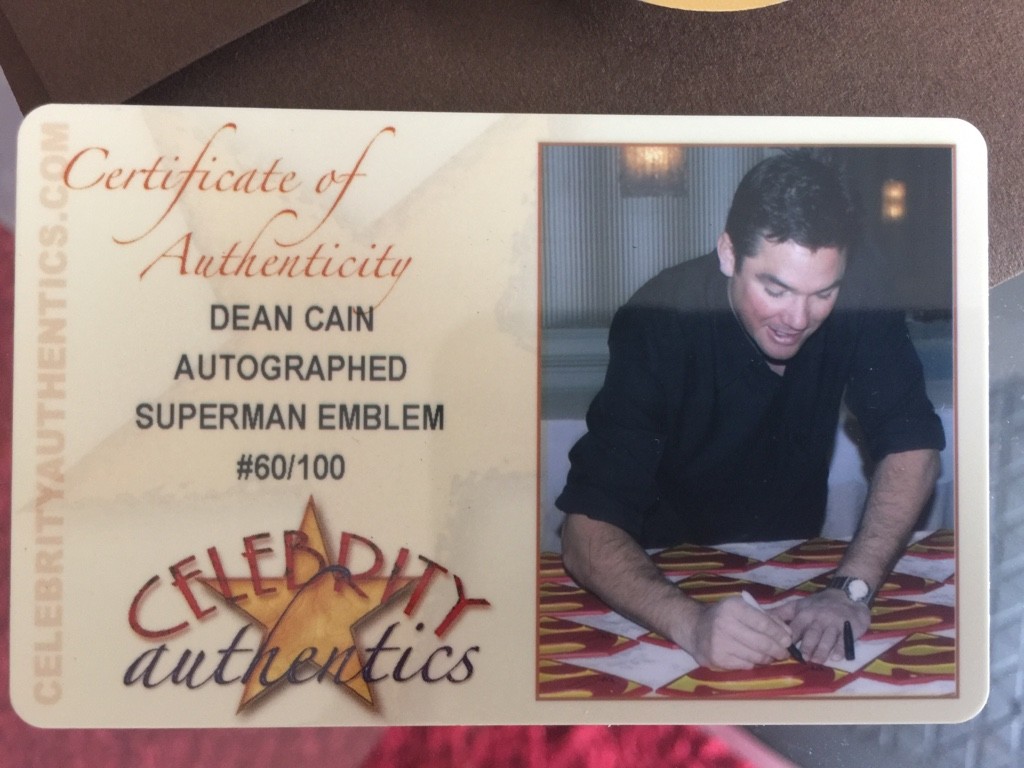 CELEBRITYAUTHENTICS.COM
Certificate of
Authenticity
DEAN CAIN
AUTOGRAPHED
SUPERMAN EMBLEM
#60/100
CELEBRITY
authentics